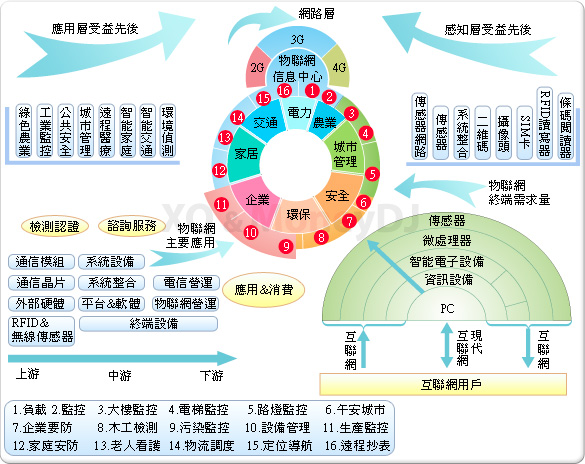 應用層受益先後
網路層
感知層受益先後
2G
3G
4G
物聯網
信息中心
綠色農業
工業監控
公共安全
城市管理
遠程醫療
智能家庭
智能交通
環境偵測
傳感器網路
傳感器
系統整合
二維碼
攝像頭
SIM卡
RFID讀寫器
條碼閱讀器
16
1
2
3
4
5
6
7
8
9
10
11
12
13
14
15
電力
農業
城市
管理
安全
環保
企業
家居
交通
物聯網
終端需求量
物聯網
主要應用
檢測認證
諮詢服務
應用&消費
通信模組
系統設備
通信晶片
系統整合
電信營運
外部硬體
平台&軟體
物聯網營運
RFID&
無線傳感器
終端設備
上游
中游
下游
傳感器
微處理器
智能電子設備
資訊設備
PC
互聯網
現代
互聯網
互聯網
互聯網用戶
XQ
DJ
1.負載 2.監控 3.大樓監控 4.電梯監控 5.路燈監控 6.午安城市
7.企業要防 8.木工檢測 9.污染監控 10.設備管理 11.生產監控
12.家庭安防 13.老人看護 14.物流調度 15.定位導航 16.遠程抄表